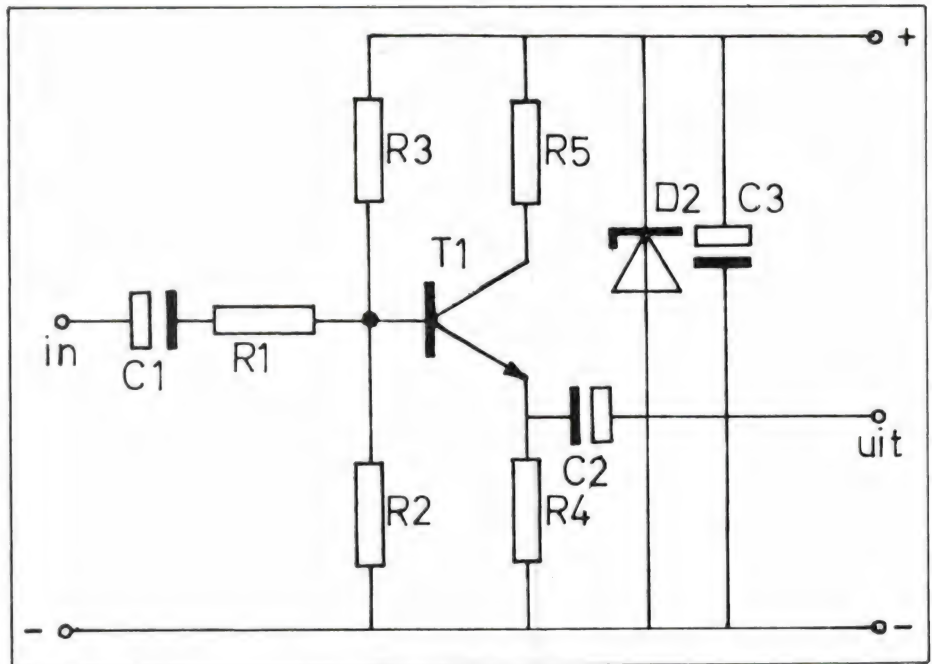 +
R3
R5
D2
C3
T1
in
C1
R1
uit
C2
R2
R4
-
-